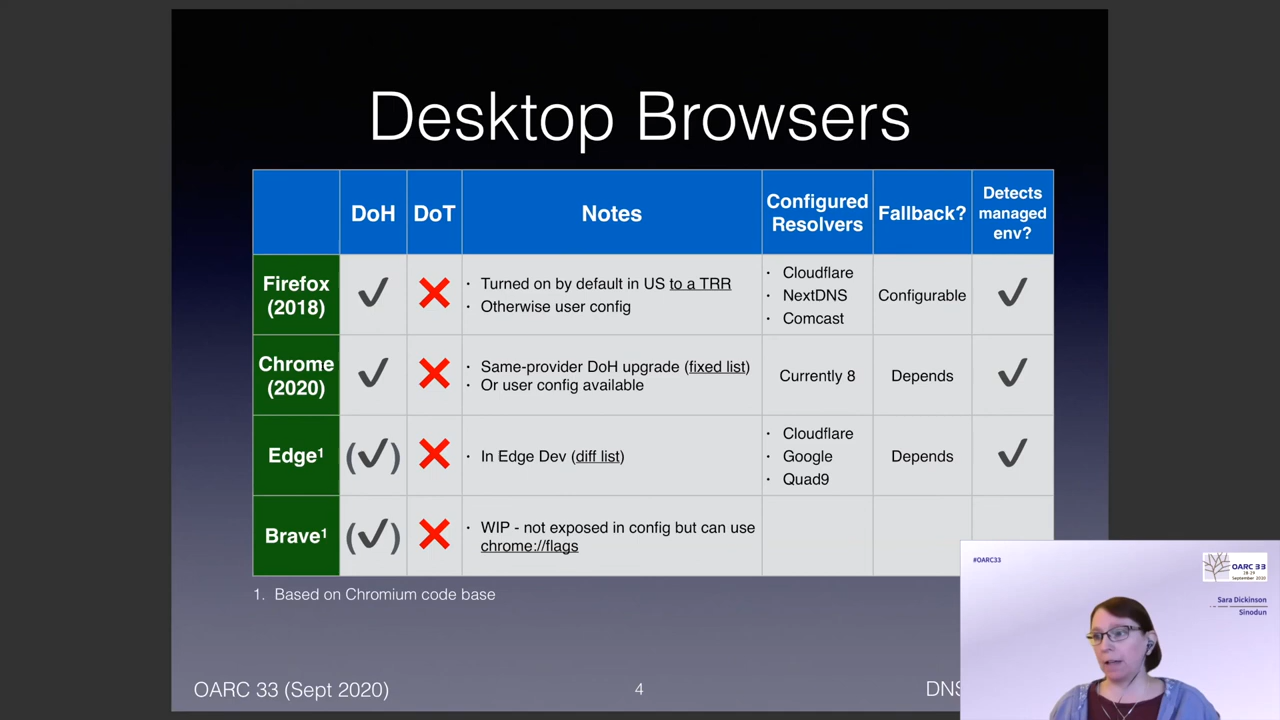 Desktop Browsers
DoH
DoT
Notes
Configured
Resolvers
Fallback?
Detects
managed
env?
Firefox
(2018)
✔
✕
· Turned on by default in US to a TRR
· Otherwise user config
· Cloudflare
· NextDNS
· Comcast
Configurable
✔
Chrome
(2020)
✔
✕
· Same-provider DoH upgrade (fixed list)
· Or user config available
Currently 8
Depends
✔
Edge¹
(✔)
✕
· In Edge Dev (diff list)
· Cloudflare
· Google
· Quad9
Depends
✔
Brave¹
(✔)
✕
· WIP - not exposed in config but can use
chrome://flags
1. Based on Chromium code base
OARC 33 (Sept 2020)
4
DNS
#OARC33
OARC 33
28-29
September 2020
Sara Dickinson
Sinodun